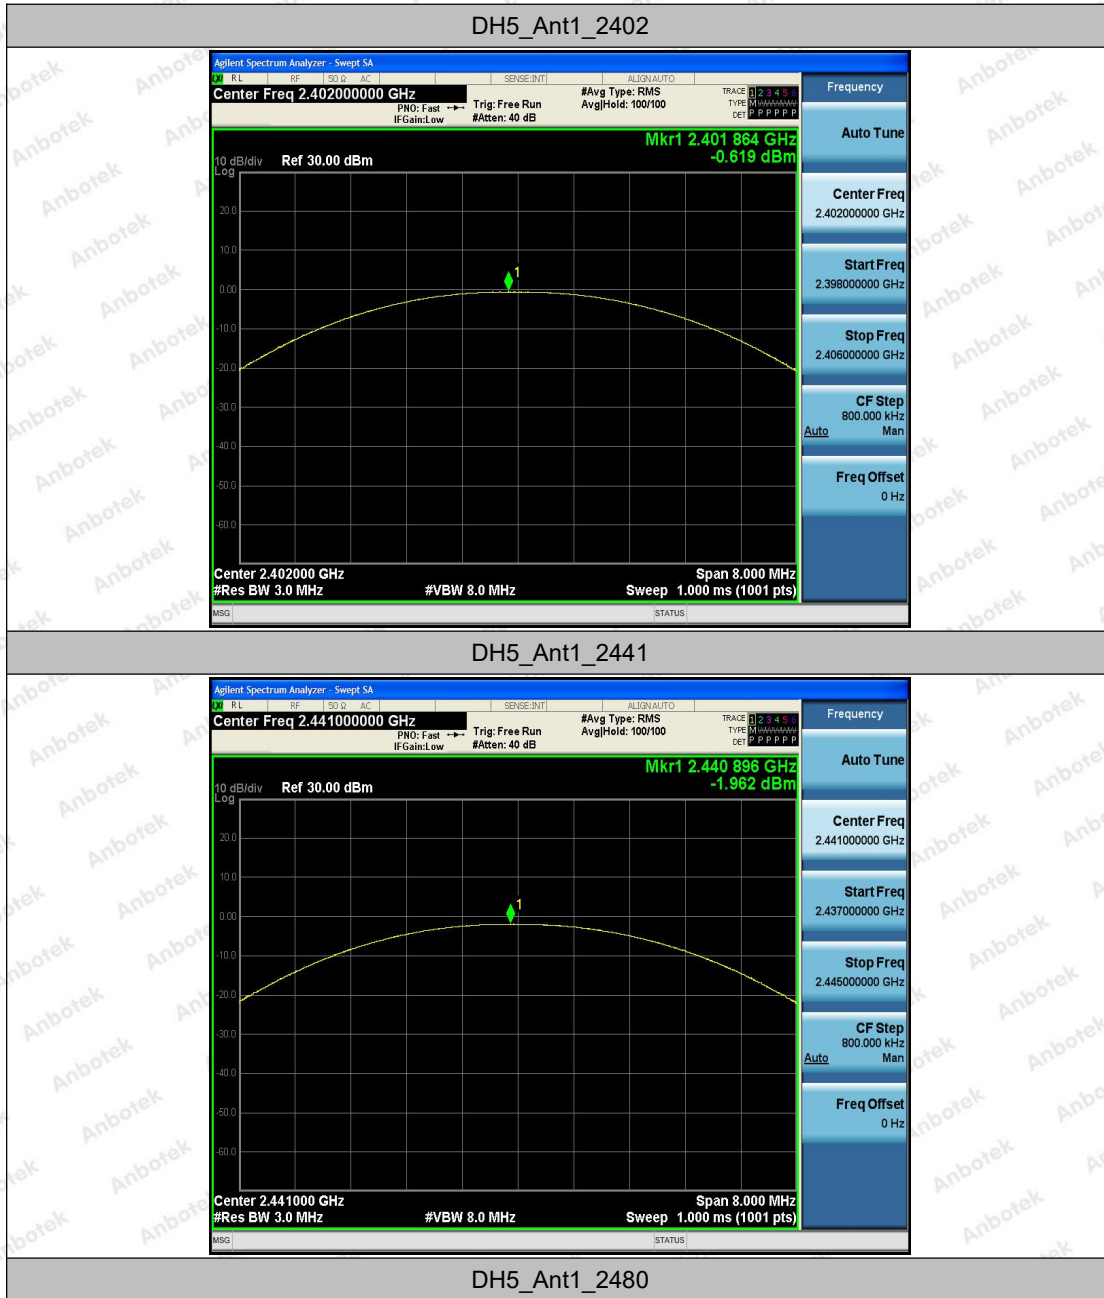 DH5_Ant1_2402
Agilent Spectrum Analyzer - Swept SA
RL RF 50 Ω AC SENSE:INT ALIGN AUTO
Center Freq 2.402000000 GHz
PNO: Fast
IFGain:Low
Trig: Free Run
#Atten: 40 dB
#Avg Type: RMS
Avg|Hold: 100/100
TRACE 1 2 3 4 5 6
TYPE M
DET P P P P P P
Mkr1 2.401 864 GHz
-0.619 dBm
10 dB/div Ref 30.00 dBm
Log
20.0
10.0
1
0.00
-10.0
-20.0
-30.0
-40.0
-50.0
-60.0
Center 2.402000 GHz Span 8.000 MHz
#Res BW 3.0 MHz #VBW 8.0 MHz Sweep 1.000 ms (1001 pts)
MSG STATUS
Frequency
Auto Tune
Center Freq
2.402000000 GHz
Start Freq
2.398000000 GHz
Stop Freq
2.406000000 GHz
CF Step
800.000 kHz
Auto Man
Freq Offset
0 Hz
DH5_Ant1_2441
Agilent Spectrum Analyzer - Swept SA
RL RF 50 Ω AC SENSE:INT ALIGN AUTO
Center Freq 2.441000000 GHz
PNO: Fast
IFGain:Low
Trig: Free Run
#Atten: 40 dB
#Avg Type: RMS
Avg|Hold: 100/100
TRACE 1 2 3 4 5 6
TYPE M
DET P P P P P P
Mkr1 2.440 896 GHz
-1.962 dBm
10 dB/div Ref 30.00 dBm
Log
20.0
10.0
1
0.00
-10.0
-20.0
-30.0
-40.0
-50.0
-60.0
Center 2.441000 GHz Span 8.000 MHz
#Res BW 3.0 MHz #VBW 8.0 MHz Sweep 1.000 ms (1001 pts)
MSG STATUS
Frequency
Auto Tune
Center Freq
2.441000000 GHz
Start Freq
2.437000000 GHz
Stop Freq
2.445000000 GHz
CF Step
800.000 kHz
Auto Man
Freq Offset
0 Hz
DH5_Ant1_2480
Anbotek